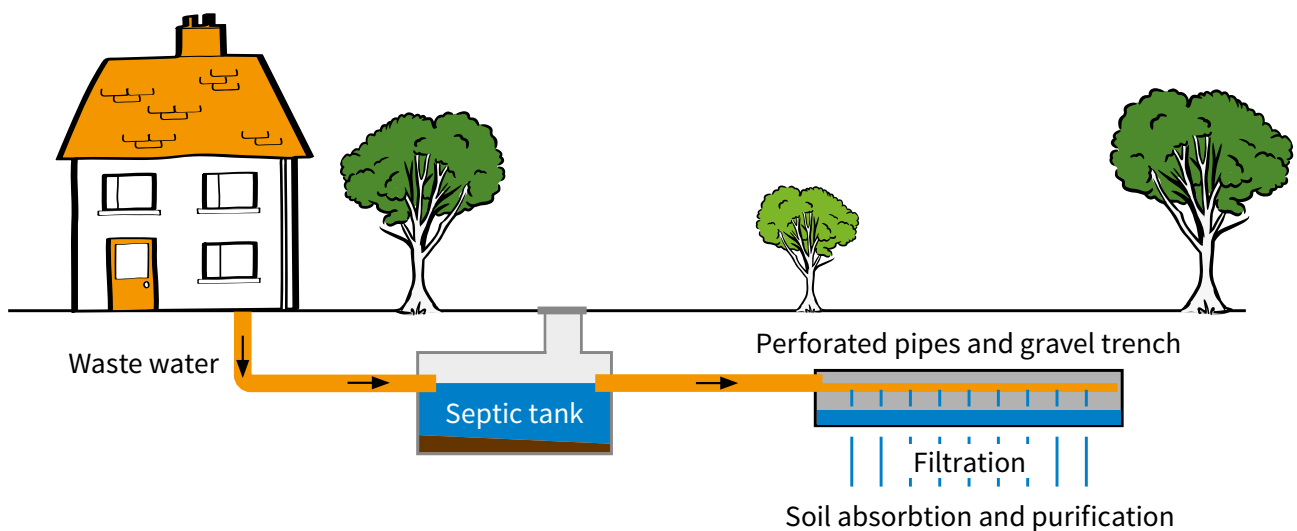 Waste water
Septic tank
Perforated pipes and gravel trench
Filtration
Soil absorbtion and purification